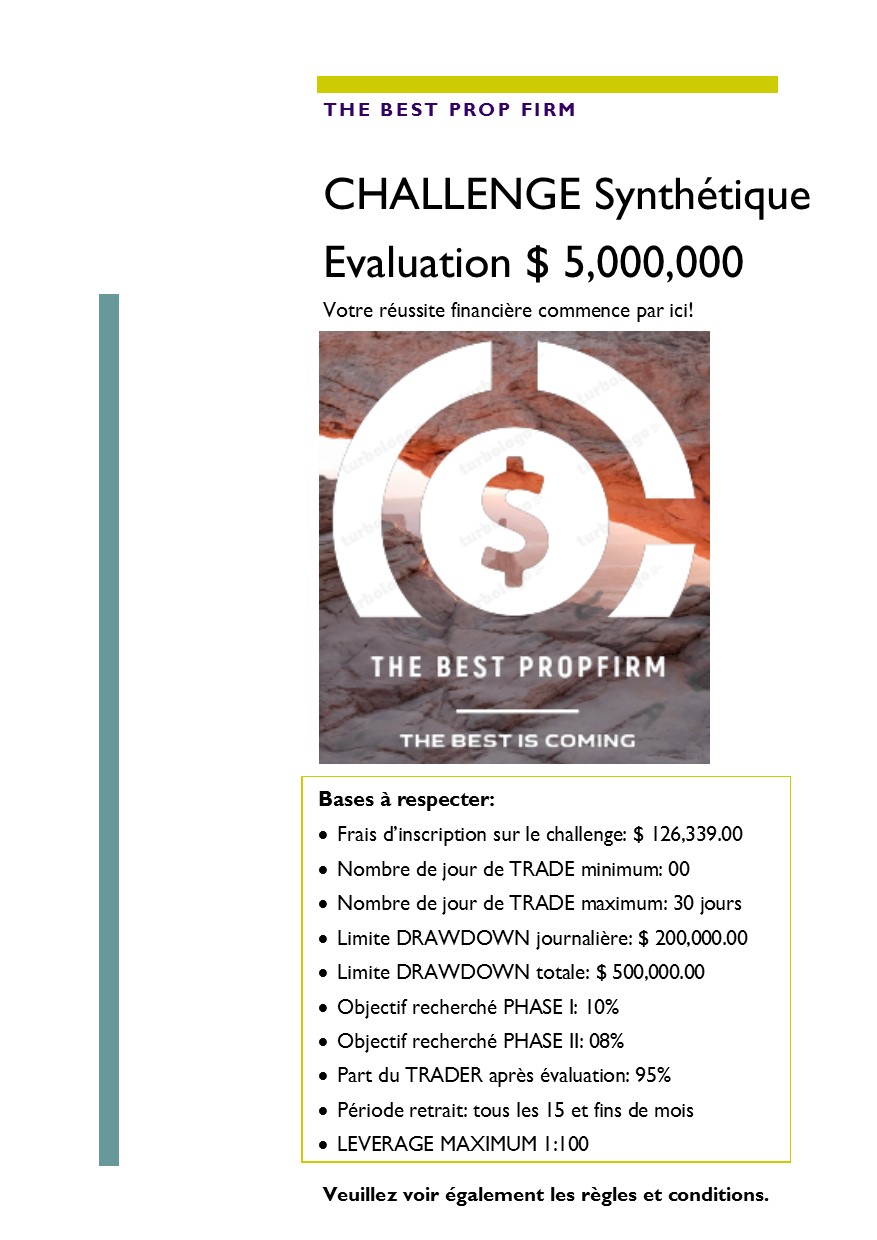 THE BEST PROP FIRM
CHALLENGE Synthétique
Evaluation $ 5,000,000
Votre réussite financière commence par ici!
$
THE BEST PROPFIRM
THE BEST IS COMING
Bases à respecter:
• Frais d’inscription sur le challenge: $ 126,339.00
• Nombre de jour de TRADE minimum: 00
• Nombre de jour de TRADE maximum: 30 jours
• Limite DRAWDOWN journalière: $ 200,000.00
• Limite DRAWDOWN totale: $ 500,000.00
• Objectif recherché PHASE I: 10%
• Objectif recherché PHASE II: 08%
• Part du TRADER après évaluation: 95%
• Période retrait: tous les 15 et fins de mois
• LEVERAGE MAXIMUM 1:100
Veuillez voir également les règles et conditions.